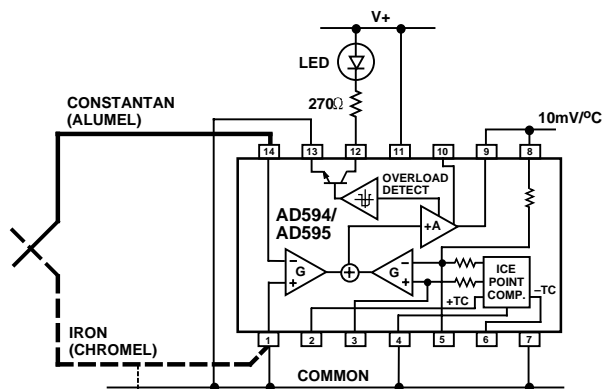 V+
LED
270Ω
CONSTANTAN
(ALUMEL)
10mV/°C
14 13 12 11 10 9 8
OVERLOAD
DETECT
AD594/
AD595
+A
G
G
ICE
POINT
COMP.
+TC
–TC
IRON
(CHROMEL)
1 2 3 4 5 6 7
COMMON